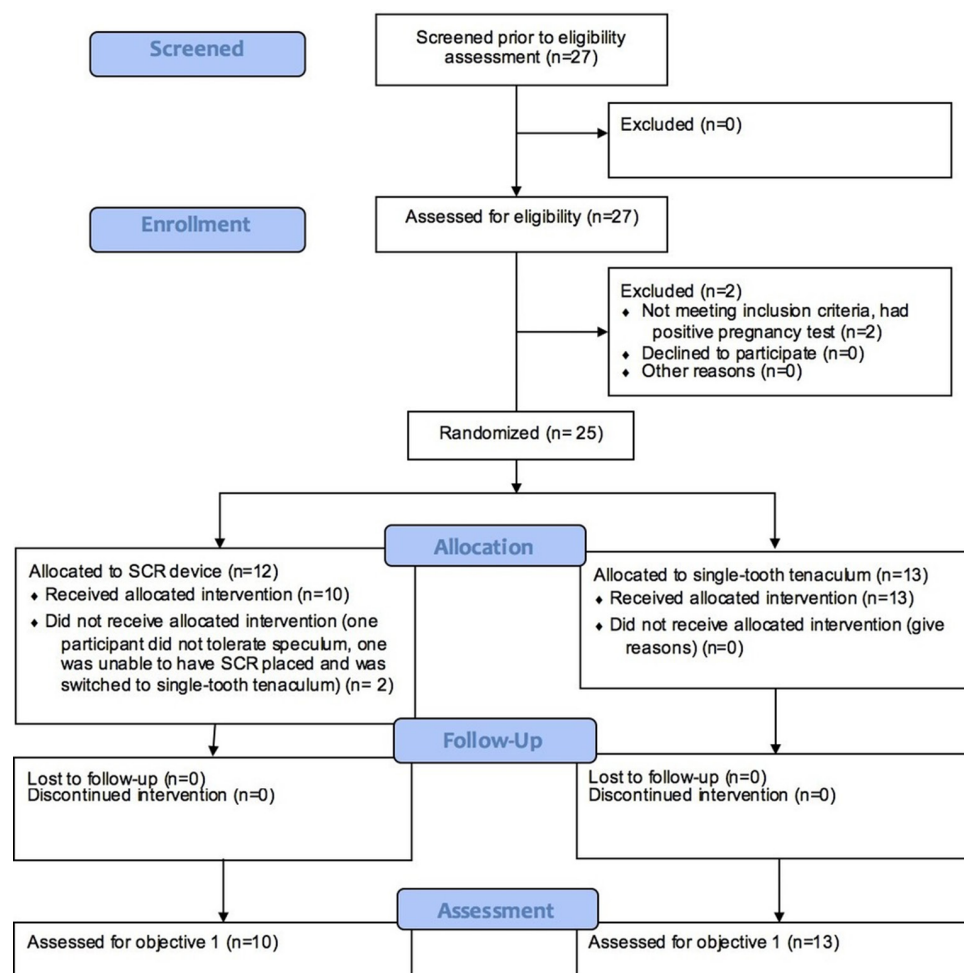 Screened
Screened prior to eligibility
assessment (n=27)
Excluded (n=0)
Enrollment
Assessed for eligibility (n=27)
Excluded (n=2)
♦ Not meeting inclusion criteria, had
positive pregnancy test (n=2)
♦ Declined to participate (n=0)
♦ Other reasons (n=0)
Randomized (n= 25)
Allocation
Allocated to SCR device (n=12)
♦ Received allocated intervention (n=10)
♦ Did not receive allocated intervention (one
participant did not tolerate speculum, one
was unable to have SCR placed and was
switched to single-tooth tenaculum) (n= 2)
Allocated to single-tooth tenaculum (n=13)
♦ Received allocated intervention (n=13)
♦ Did not receive allocated intervention (give
reasons) (n=0)
Follow-Up
Lost to follow-up (n=0)
Discontinued intervention (n=0)
Lost to follow-up (n=0)
Discontinued intervention (n=0)
Assessment
Assessed for objective 1 (n=10)
Assessed for objective 1 (n=13)